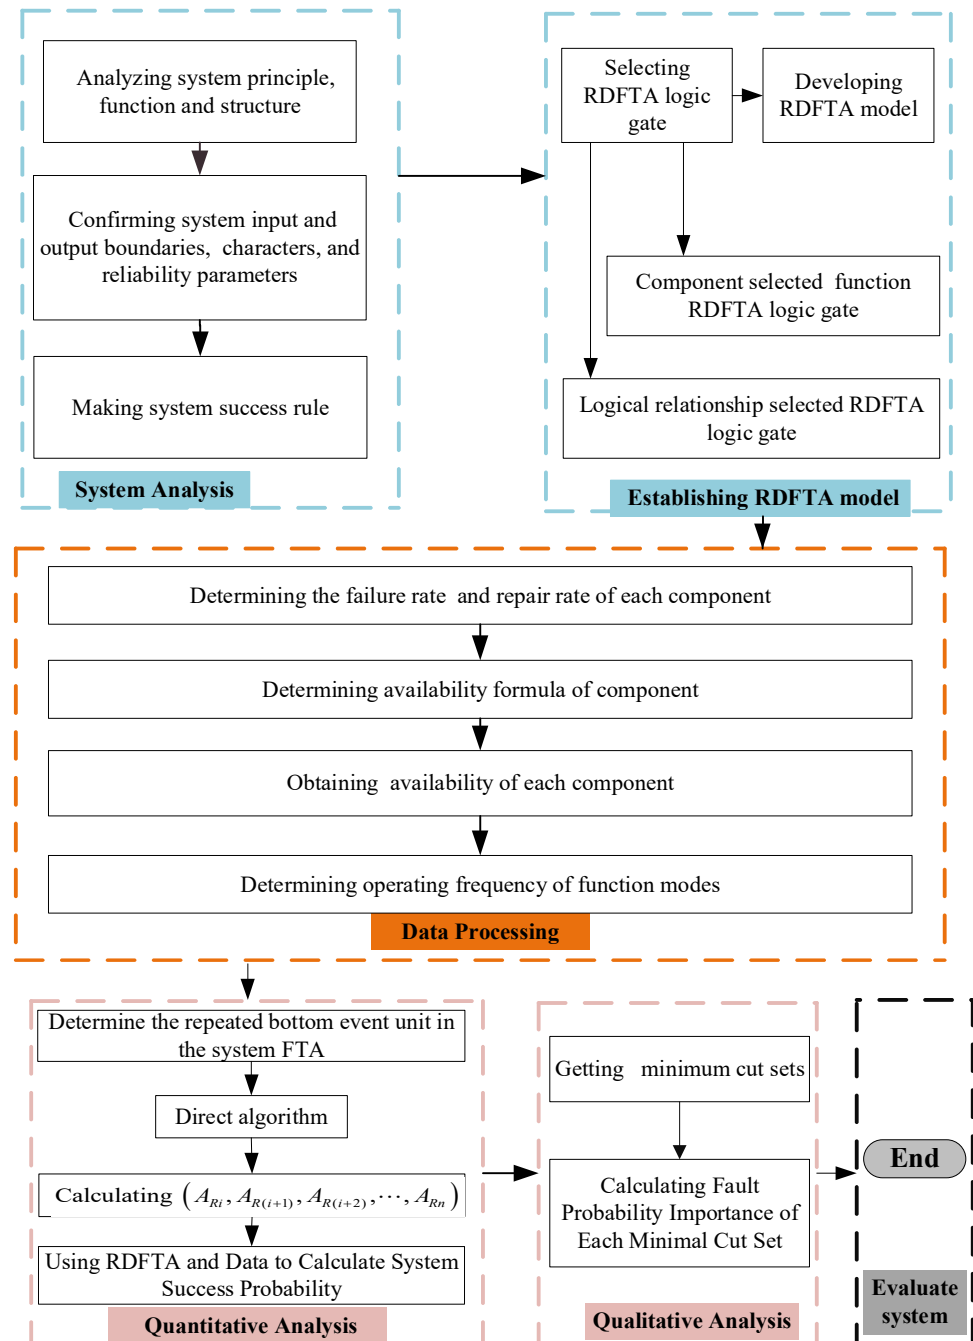 Analyzing system principle,
function and structure
Confirming system input and
output boundaries, characters, and
reliability parameters
Making system success rule
System Analysis
Selecting
RDFTA logic
gate
Developing
RDFTA model
Component selected function
RDFTA logic gate
Logical relationship selected RDFTA
logic gate
Establishing RDFTA model
Determining the failure rate and repair rate of each component
Determining availability formula of component
Obtaining availability of each component
Determining operating frequency of function modes
Data Processing
Determine the repeated bottom event unit in
the system FTA
Direct algorithm
Calculating (A_{Ri}, A_{R(i+1)}, A_{R(i+2)}, ⋯, A_{Rn})
Using RDFTA and Data to Calculate System
Success Probability
Quantitative Analysis
Getting minimum cut sets
Calculating Fault
Probability Importance of
Each Minimal Cut Set
Qualitative Analysis
End
Evaluate
system